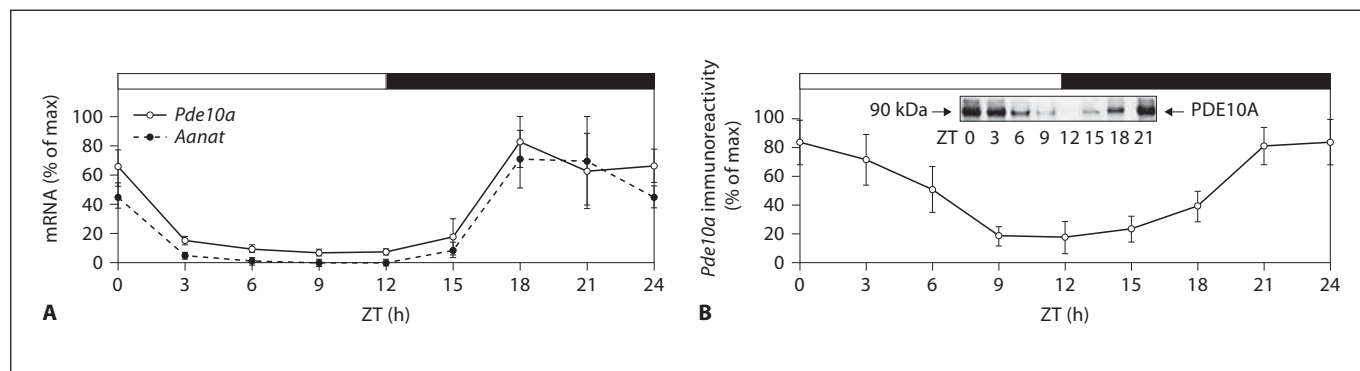 mRNA (% of max)
100
80
60
40
20
0
Pde10a
Aanat
0 3 6 9 12 15 18 21 24
ZT (h)
A
Pde10a immunoreactivity
(% of max)
100
80
60
40
20
0
90 kDa
PDE10A
ZT 0 3 6 9 12 15 18 21
0 3 6 9 12 15 18 21 24
ZT (h)
B